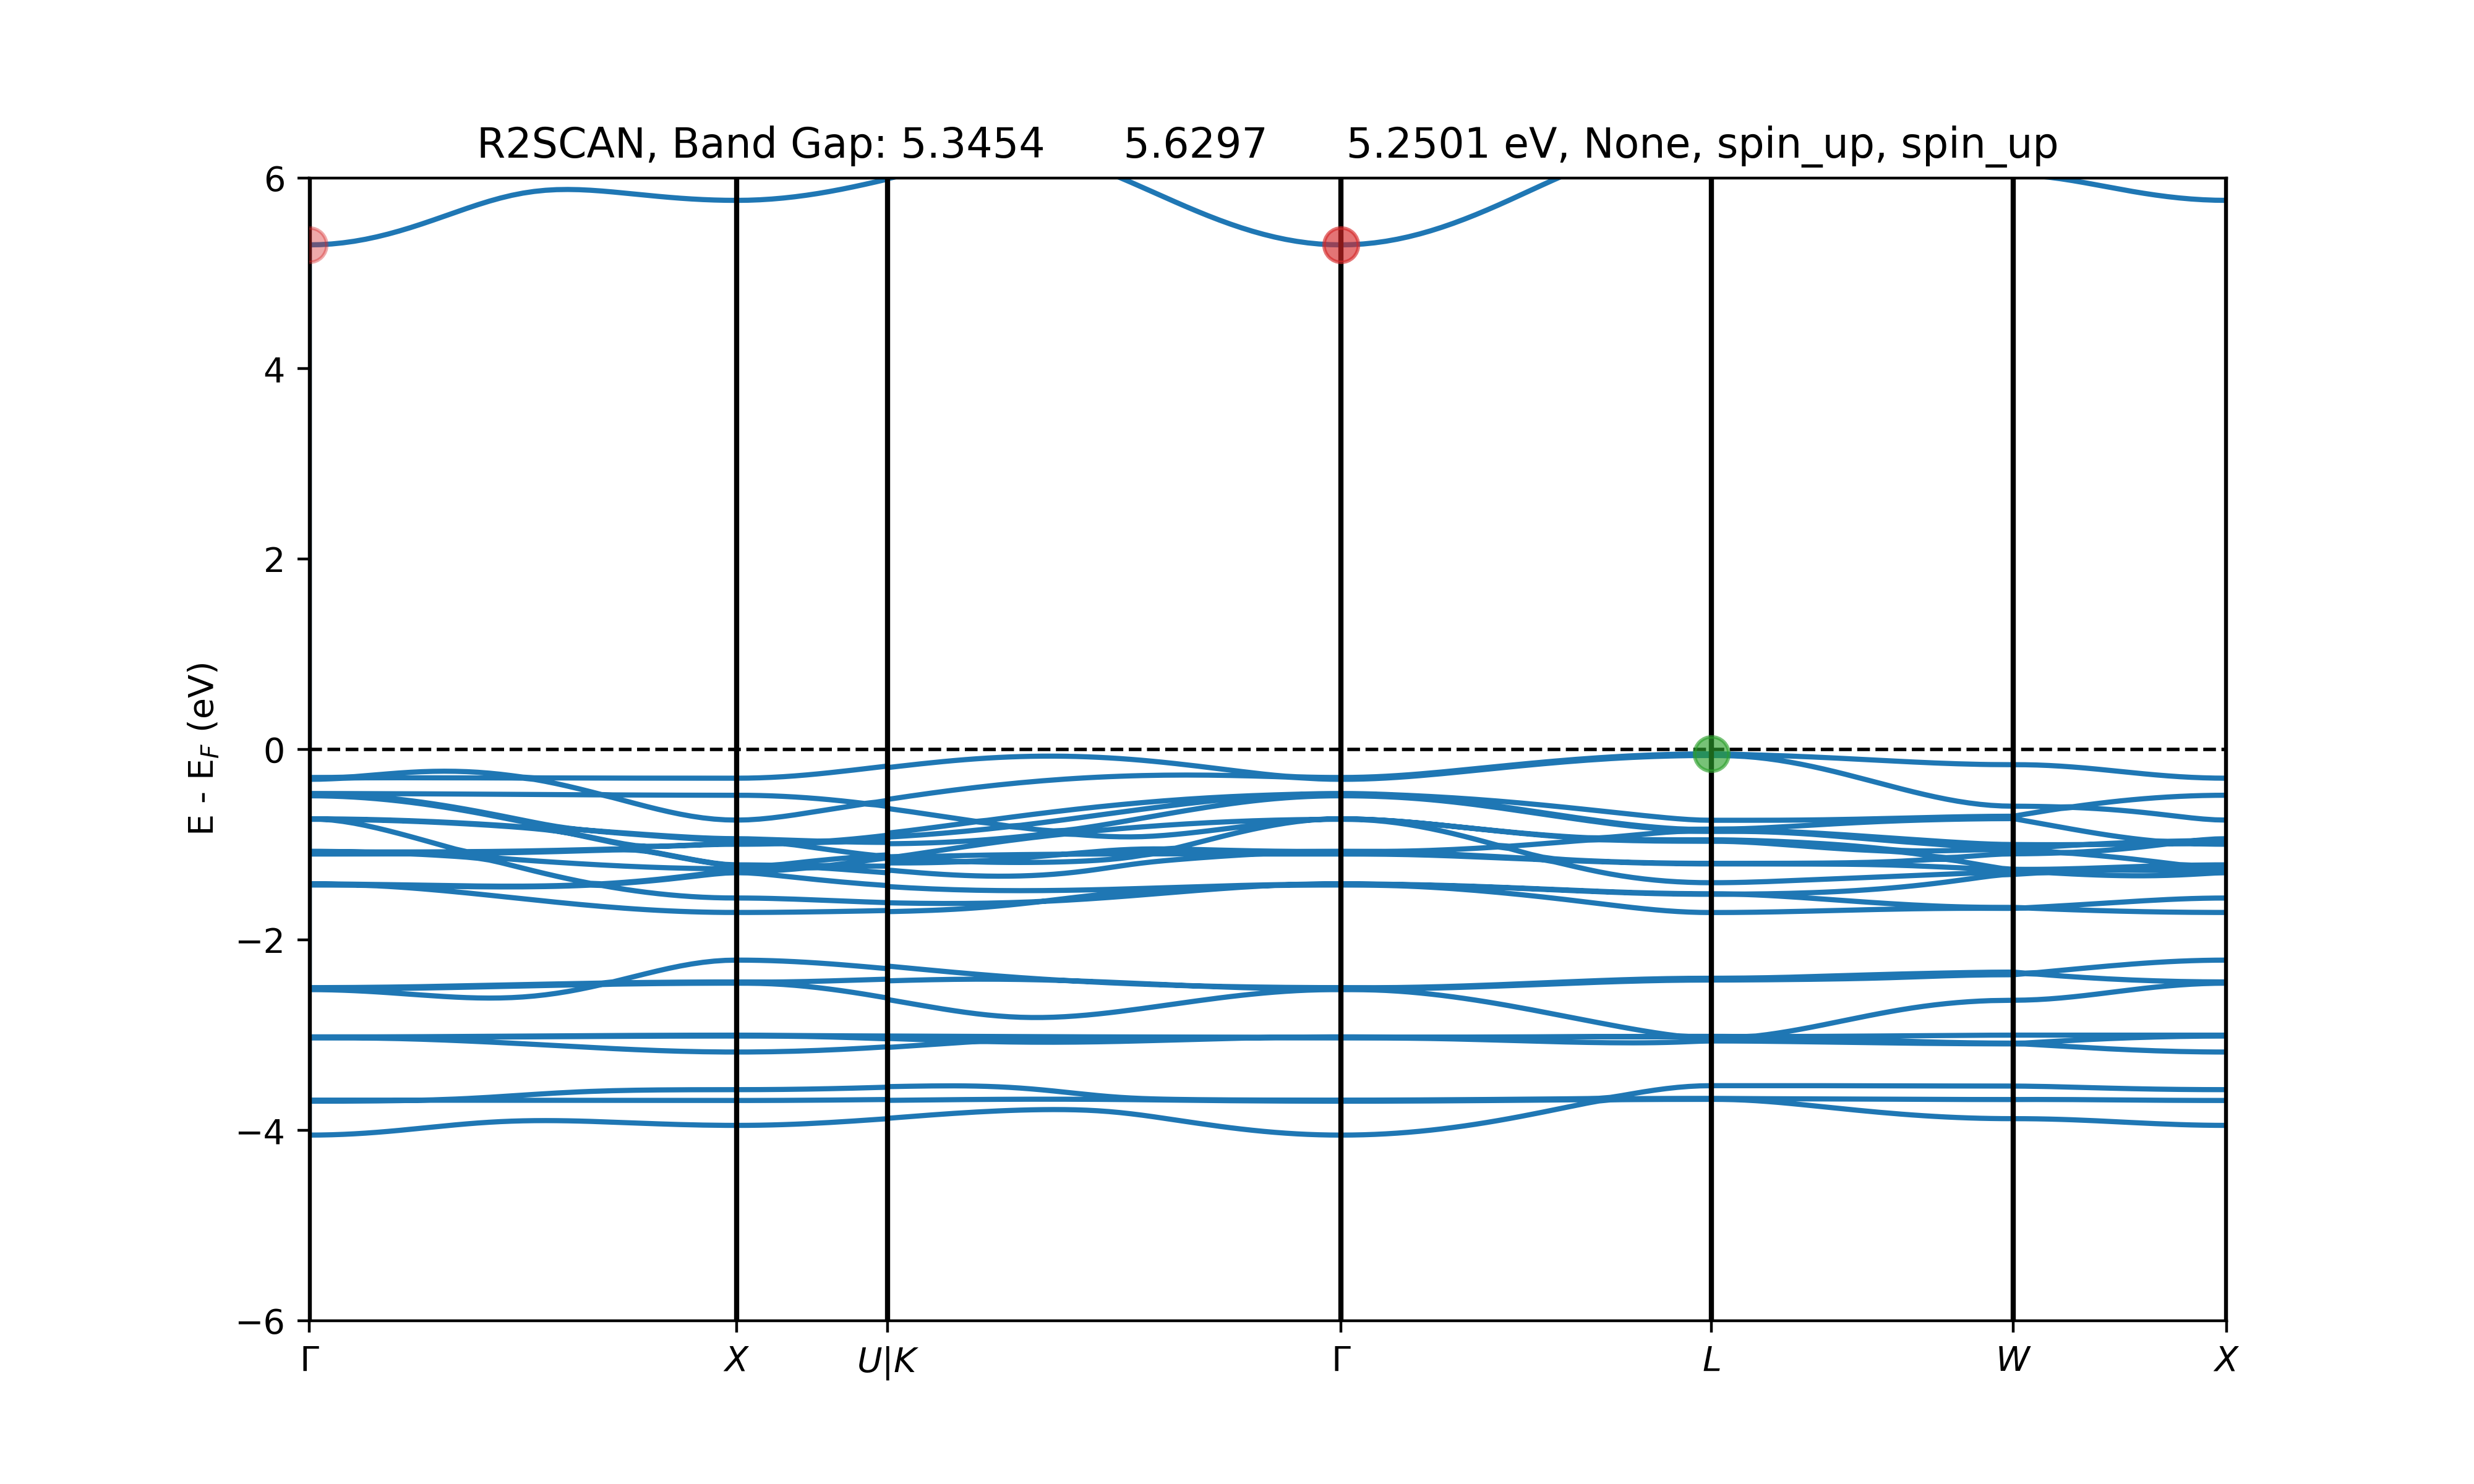 R2SCAN, Band Gap: 5.3454 5.6297 5.2501 eV, None, spin_up, spin_up
6
4
2
0
−2
−4
−6
E - E_F (eV)
Γ X U|K Γ L W X